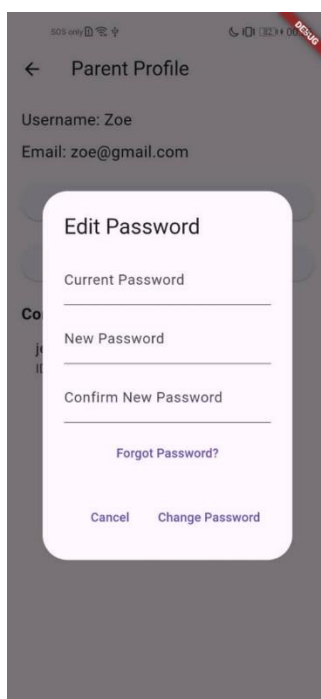 SOS only
DEBUG
Parent Profile
Username: Zoe
Email: zoe@gmail.com
Edit Password
Current Password
New Password
Confirm New Password
Forgot Password?
Cancel Change Password